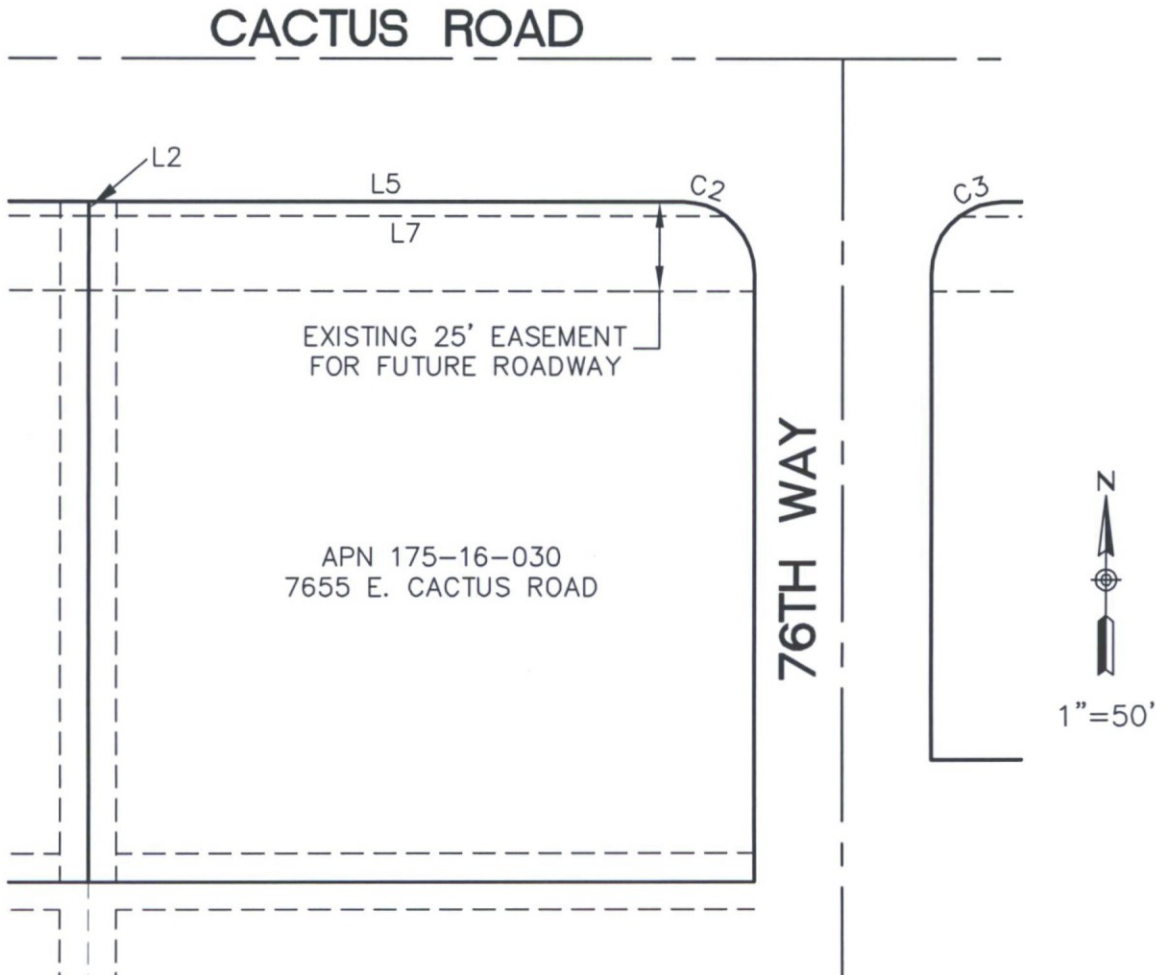 CACTUS ROAD
L2
L5
C2
C3
L7
EXISTING 25' EASEMENT
FOR FUTURE ROADWAY
76TH WAY
APN 175-16-030
7655 E. CACTUS ROAD
N
1"=50'